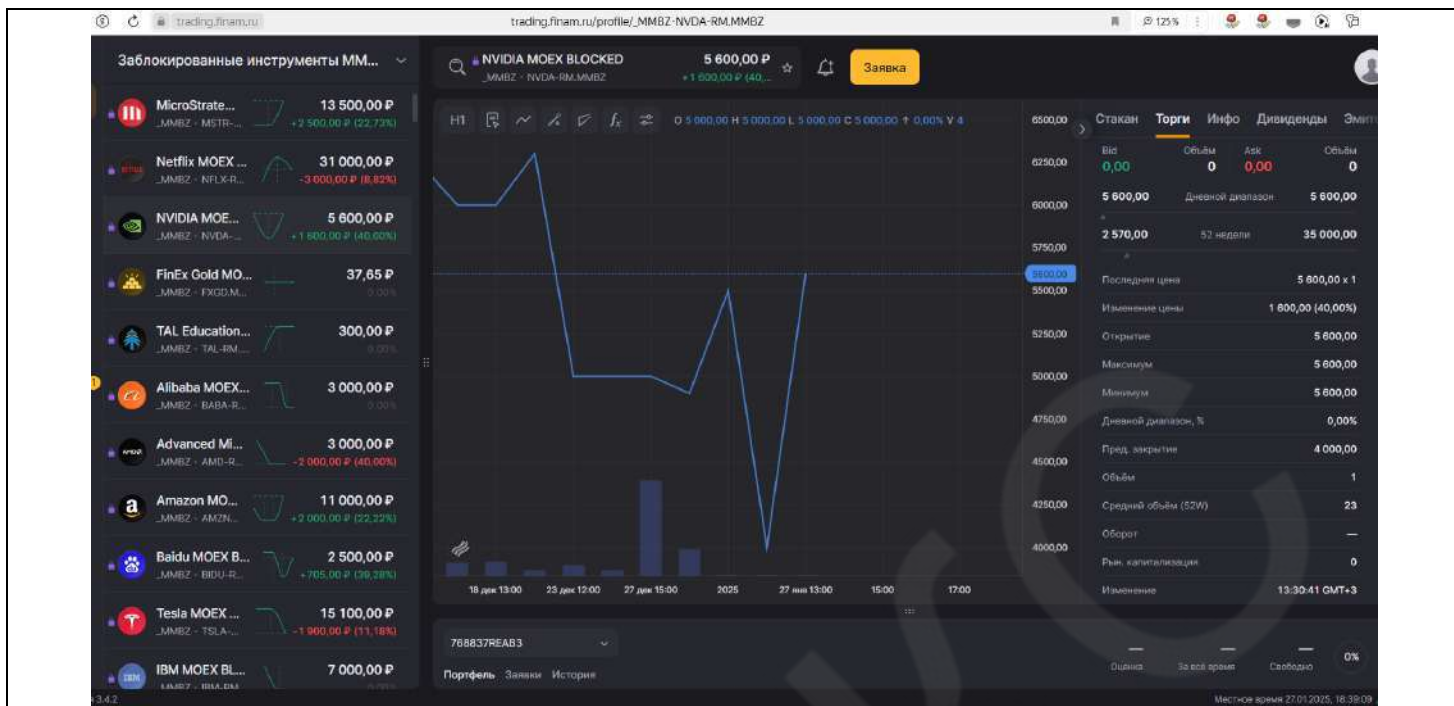 trading.finam.ru
trading.finam.ru/profile/_MMBZ-NVDA-RM.MMBZ
125%
Заблокированные инструменты ММ...
MicroStrate...
13 500,00 ₽
_MMBZ - MSTR-...
+2 500,00 ₽ (22,73%)
Netflix MOEX ...
31 000,00 ₽
_MMBZ - NFLX-R...
-3 000,00 ₽ (8,82%)
NVIDIA MOE...
5 600,00 ₽
_MMBZ - NVDA-...
+1 600,00 ₽ (40,00%)
FinEx Gold MO...
37,65 ₽
_MMBZ - FXGD.M...
0,00%
TAL Education...
300,00 ₽
_MMBZ - TAL-RM....
0,00%
Alibaba MOEX...
3 000,00 ₽
_MMBZ - BABA-R...
0,00%
Advanced Mi...
3 000,00 ₽
_MMBZ - AMD-R...
-2 000,00 ₽ (40,00%)
Amazon MO...
11 000,00 ₽
_MMBZ - AMZN...
+2 000,00 ₽ (22,22%)
Baidu MOEX B...
2 500,00 ₽
_MMBZ - BIDU-R...
+705,00 ₽ (39,28%)
Tesla MOEX ...
15 100,00 ₽
_MMBZ - TSLA-...
-1 900,00 ₽ (11,18%)
IBM MOEX BL...
7 000,00 ₽
3.4.2
NVIDIA MOEX BLOCKED
5 600,00 ₽
_MMBZ - NVDA-RM.MMBZ
+1 600,00 ₽ (40,...
Заявка
H1
O 5 000,00 H 5 000,00 L 5 000,00 C 5 000,00 ↑ 0,00% V 4
6500,00
6250,00
6000,00
5750,00
5600,00
5500,00
5250,00
5000,00
4750,00
4500,00
4250,00
4000,00
18 дек 13:00 23 дек 12:00 27 дек 15:00 2025 27 янв 13:00 15:00 17:00
Стакан Торги Инфо Дивиденды Эмит
Bid Объём Ask Объём
0,00 0 0,00 0
5 600,00 Дневной диапазон 5 600,00
2 570,00 52 недели 35 000,00
Последняя цена 5 600,00 x 1
Изменение цены 1 600,00 (40,00%)
Открытие 5 600,00
Максимум 5 600,00
Минимум 5 600,00
Дневной диапазон, % 0,00%
Пред. закрытие 4 000,00
Объём 1
Средний объём (52W) 23
Оборот —
Рын. капитализация 0
Изменение 13:30:41 GMT+3
768837REAB3
Портфель Заявки История
Оценка За всё время Свободно 0%
Местное время 27.01.2025, 18:39:09